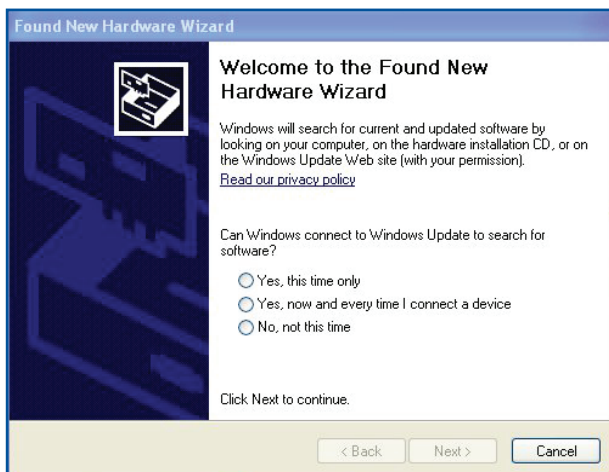 Found New Hardware Wizard
Welcome to the Found New
Hardware Wizard
Windows will search for current and updated software by
looking on your computer, on the hardware installation CD, or on
the Windows Update Web site (with your permission).
Read our privacy policy
Can Windows connect to Windows Update to search for
software?
Yes, this time only
Yes, now and every time I connect a device
No, not this time
Click Next to continue.
< Back Next > Cancel